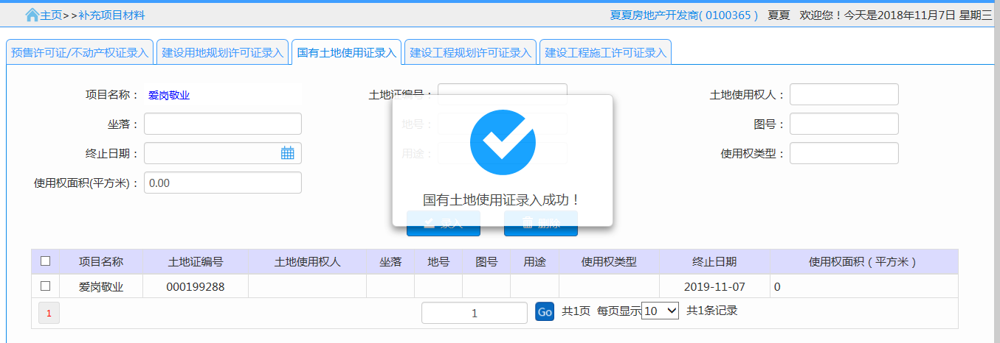 主页>>补充项目材料 夏夏房地产开发商( 0100365 ) 夏夏 欢迎您！今天是2018年11月7日 星期三
预售许可证/不动产权证录入 建设用地规划许可证录入 国有土地使用证录入 建设工程规划许可证录入 建设工程施工许可证录入
项目名称： 爱岗敬业 土地证编号： 土地使用权人：
坐落： 地号： 图号：
终止日期： 用途： 使用权类型：
使用权面积(平方米)： 0.00
国有土地使用证录入成功！
录入 删除
项目名称 土地证编号 土地使用权人 坐落 地号 图号 用途 使用权类型 终止日期 使用权面积（平方米）
爱岗敬业 000199288 2019-11-07 0
1 1 Go 共1页 每页显示 10 共1条记录